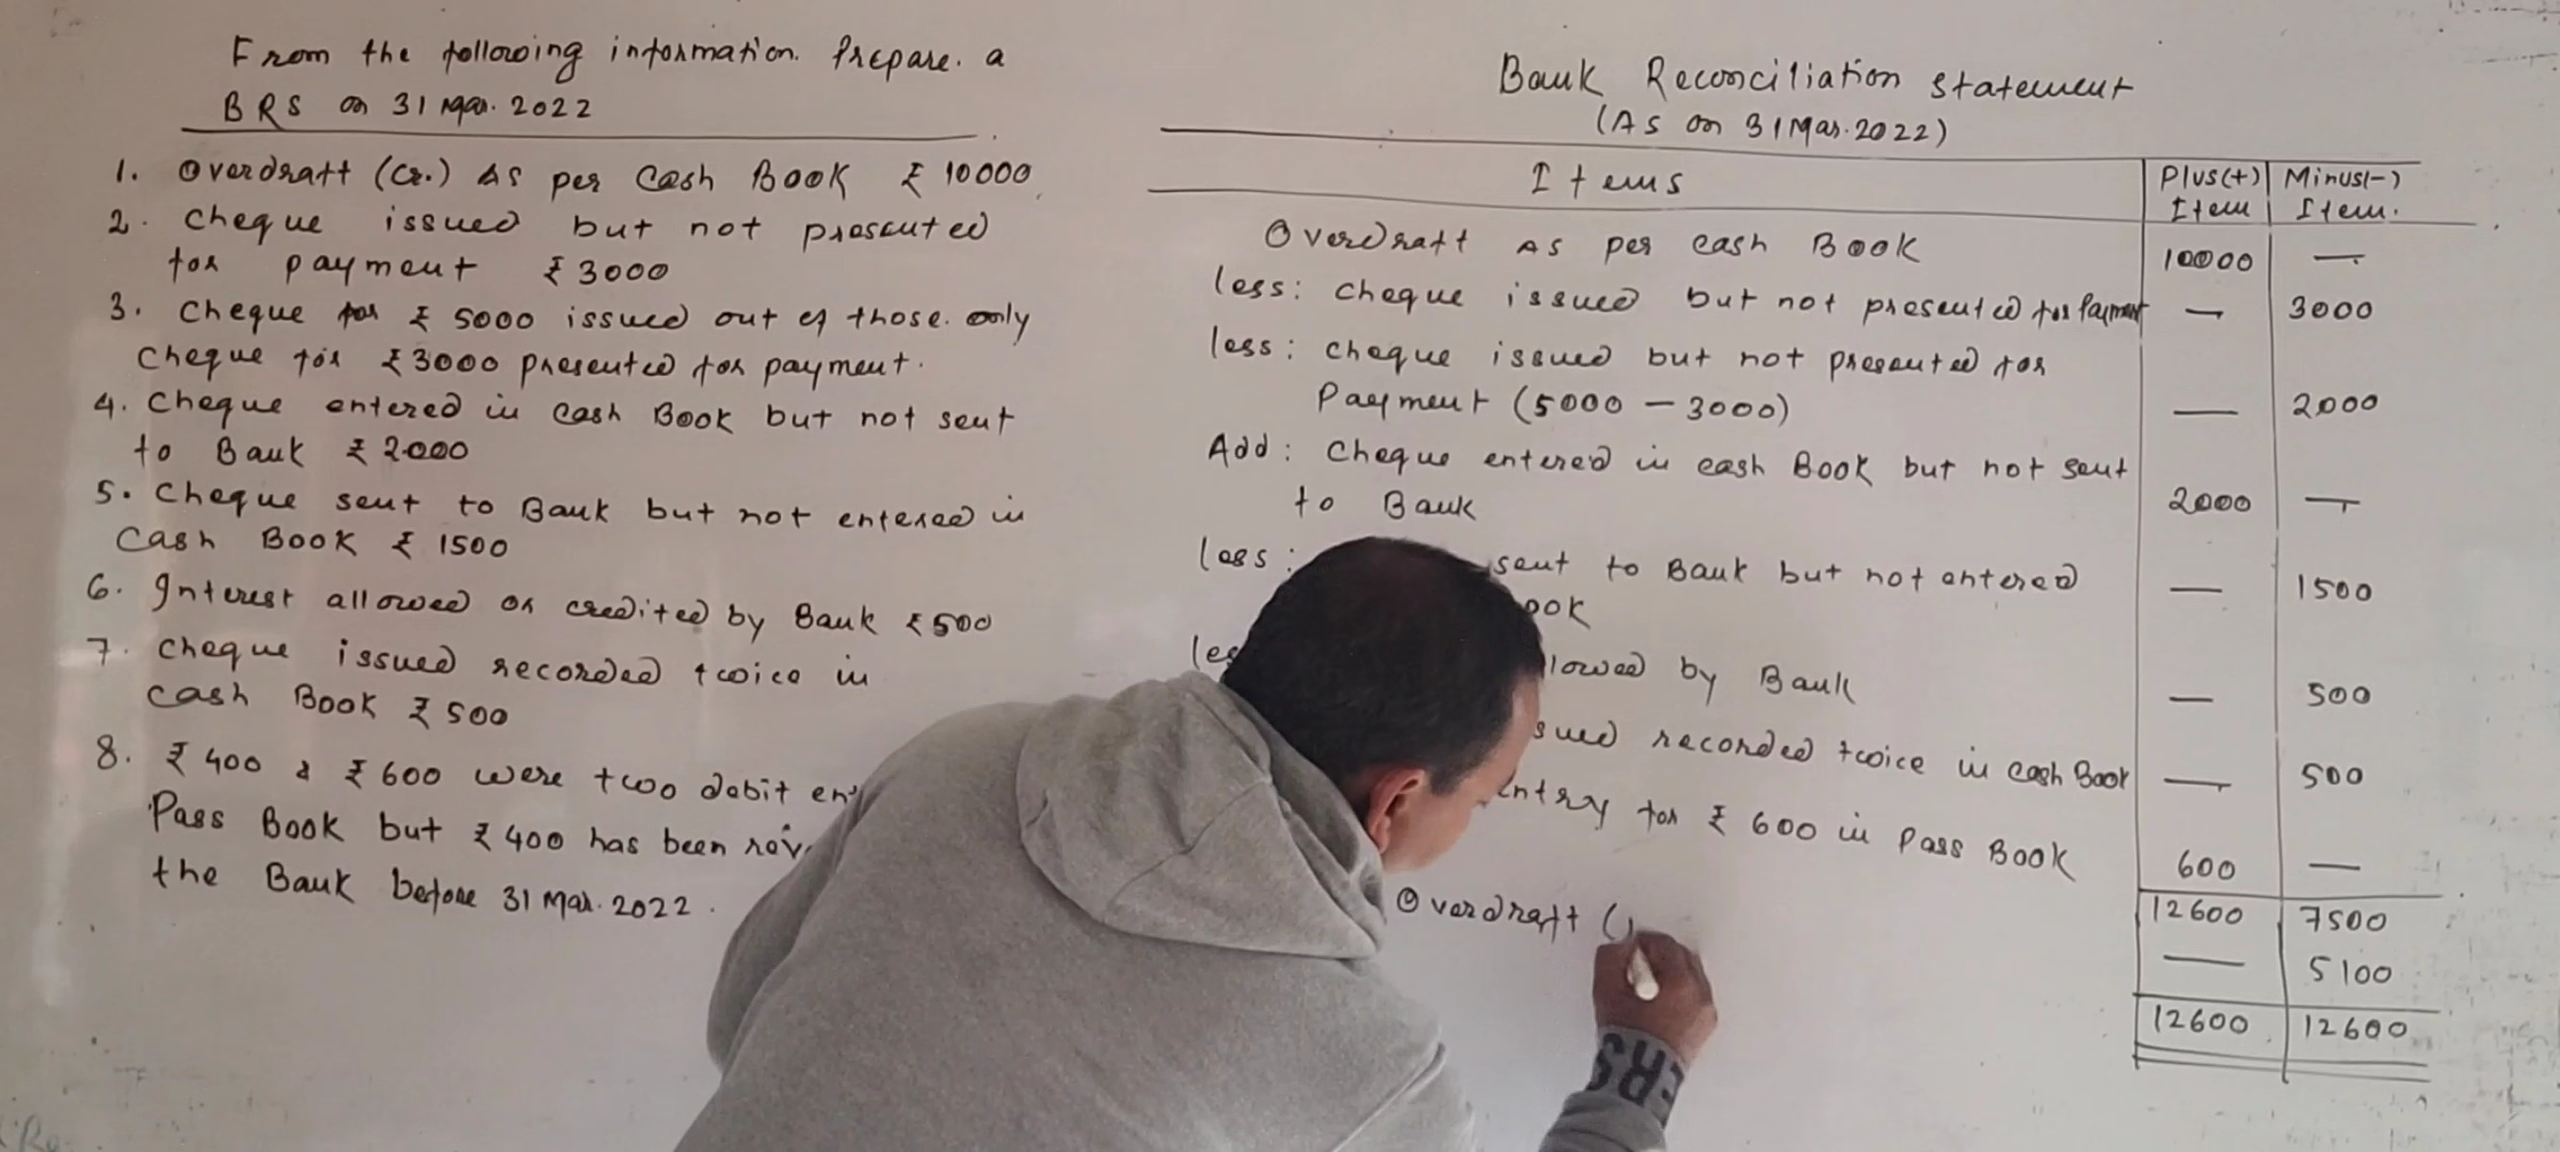 From the following information. Prepare. a
BRS on 31 Mar. 2022
1. Overdraft (Cr.) As per Cash Book ₹ 10000
2. Cheque issued but not presented
for payment ₹ 3000
3. Cheque for ₹ 5000 issued out of those. only
cheque for ₹3000 presented for payment.
4. Cheque entered in cash Book but not sent
to Bank ₹ 2000
5. Cheque sent to Bank but not entered in
Cash Book ₹ 1500
6. Interest allowed or credited by Bank ₹500
7. Cheque issued recorded twice in
Cash Book ₹ 500
8. ₹ 400 & ₹ 600 were two debit
Pass Book but ₹ 400 has been
the Bank before 31 Mar. 2022.
Bank Reconciliation statement
(As on 31 Mar. 2022)
Items Plus(+) Item Minus(-) Item.
Overdraft As per cash Book 10000 —
less: cheque issued but not presented for Payment — 3000
less: cheque issued but not presented for
Payment (5000 - 3000) — 2000
Add: Cheque entered in cash Book but not sent
to Bank 2000 —
less: sent to Bank but not entered — 1500
by Bank — 500
recorded twice in cash Book — 500
for ₹ 600 in Pass Book 600 —
12600 7500
Overdraft ( — 5100
12600 12600
ERS